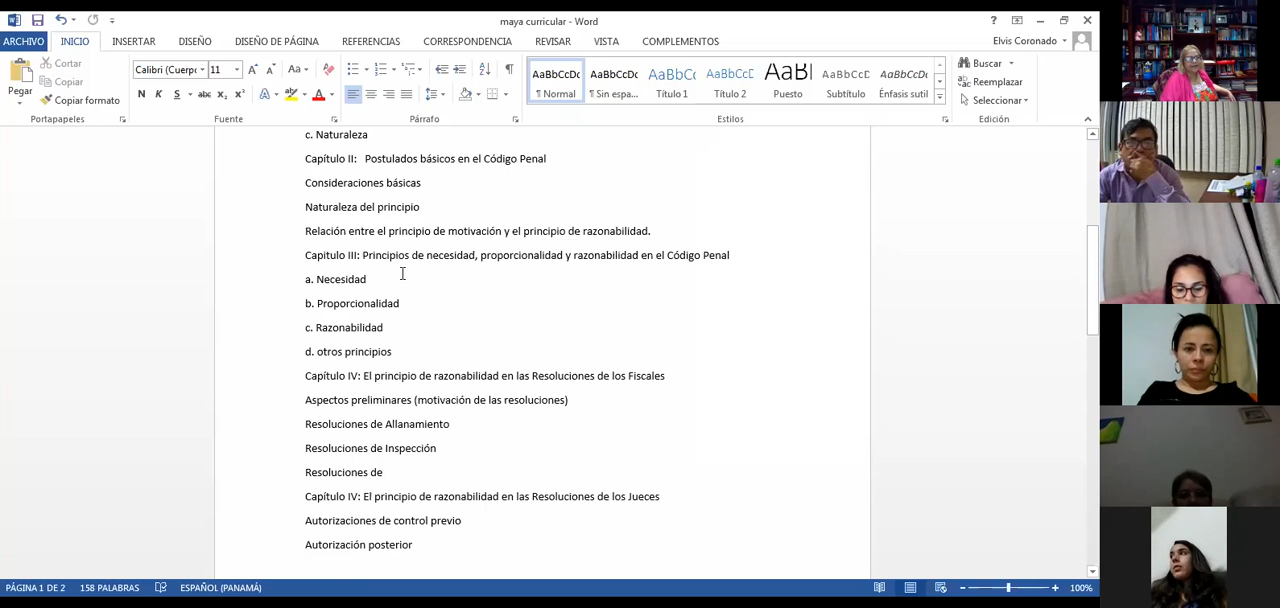 maya curricular - Word
Elvis Coronado
ARCHIVO INICIO INSERTAR DISEÑO DISEÑO DE PÁGINA REFERENCIAS CORRESPONDENCIA REVISAR VISTA COMPLEMENTOS
Pegar
Cortar
Copiar
Copiar formato
Portapapeles
Calibri (Cuerpo 11
N K S abc x₂ x²
Fuente
Párrafo
AaBbCcDc AaBbCcDc AaBbCc AaBbCcD AaBl AaBbCcD AaBbCcDc
¶ Normal ¶ Sin espa... Título 1 Título 2 Puesto Subtítulo Énfasis sutil
Estilos
Buscar
Reemplazar
Seleccionar
Edición
c. Naturaleza
Capítulo II: Postulados básicos en el Código Penal
Consideraciones básicas
Naturaleza del principio
Relación entre el principio de motivación y el principio de razonabilidad.
Capitulo III: Principios de necesidad, proporcionalidad y razonabilidad en el Código Penal
a. Necesidad
b. Proporcionalidad
c. Razonabilidad
d. otros principios
Capítulo IV: El principio de razonabilidad en las Resoluciones de los Fiscales
Aspectos preliminares (motivación de las resoluciones)
Resoluciones de Allanamiento
Resoluciones de Inspección
Resoluciones de
Capítulo IV: El principio de razonabilidad en las Resoluciones de los Jueces
Autorizaciones de control previo
Autorización posterior
PÁGINA 1 DE 2 158 PALABRAS ESPAÑOL (PANAMÁ) 100%